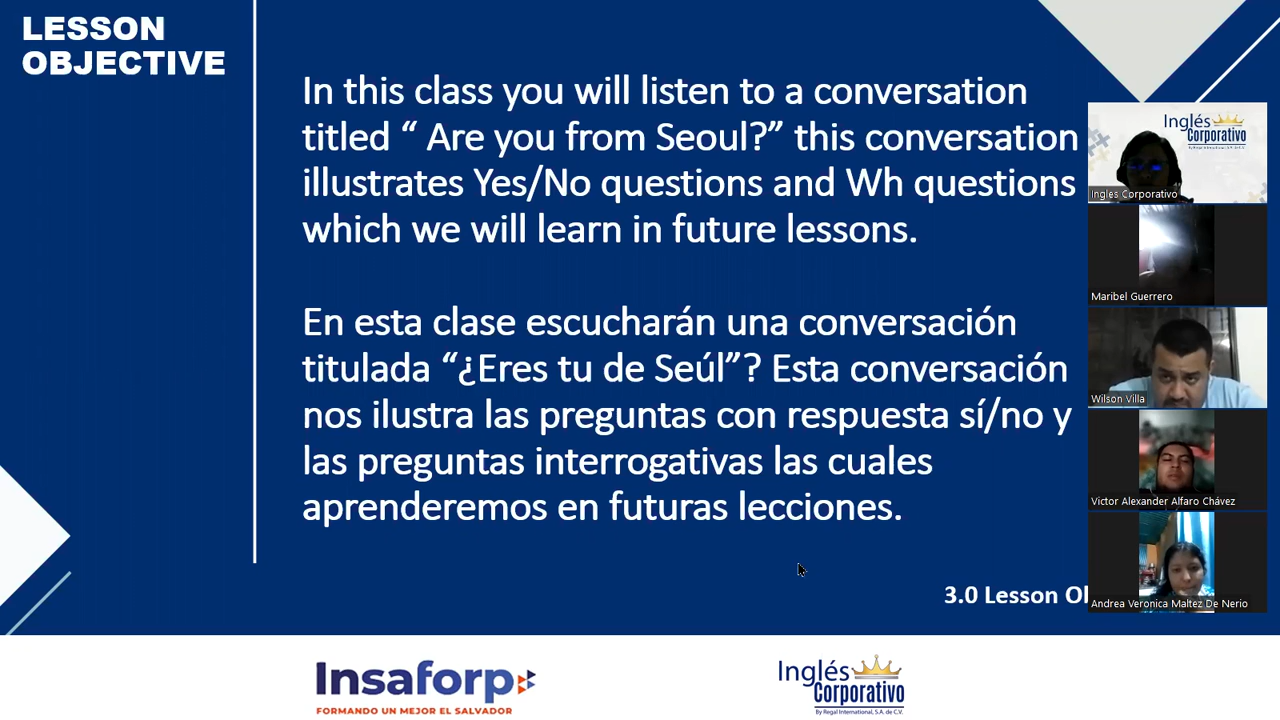 LESSON
OBJECTIVE
In this class you will listen to a conversation
titled “ Are you from Seoul?” this conversation
illustrates Yes/No questions and Wh questions
which we will learn in future lessons.
En esta clase escucharán una conversación
titulada “¿Eres tu de Seúl”? Esta conversación
nos ilustra las preguntas con respuesta sí/no y
las preguntas interrogativas las cuales
aprenderemos en futuras lecciones.
3.0 Lesson
Inglés
Corporativo
By Regal International, S.A. de C.V.
Ingles Corporativo
Maribel Guerrero
Wilson Villa
Victor Alexander Alfaro Chávez
Andrea Veronica Maltez De Nerio
Insaforp
FORMANDO UN MEJOR EL SALVADOR
Inglés
Corporativo
By Regal International, S.A. de C.V.